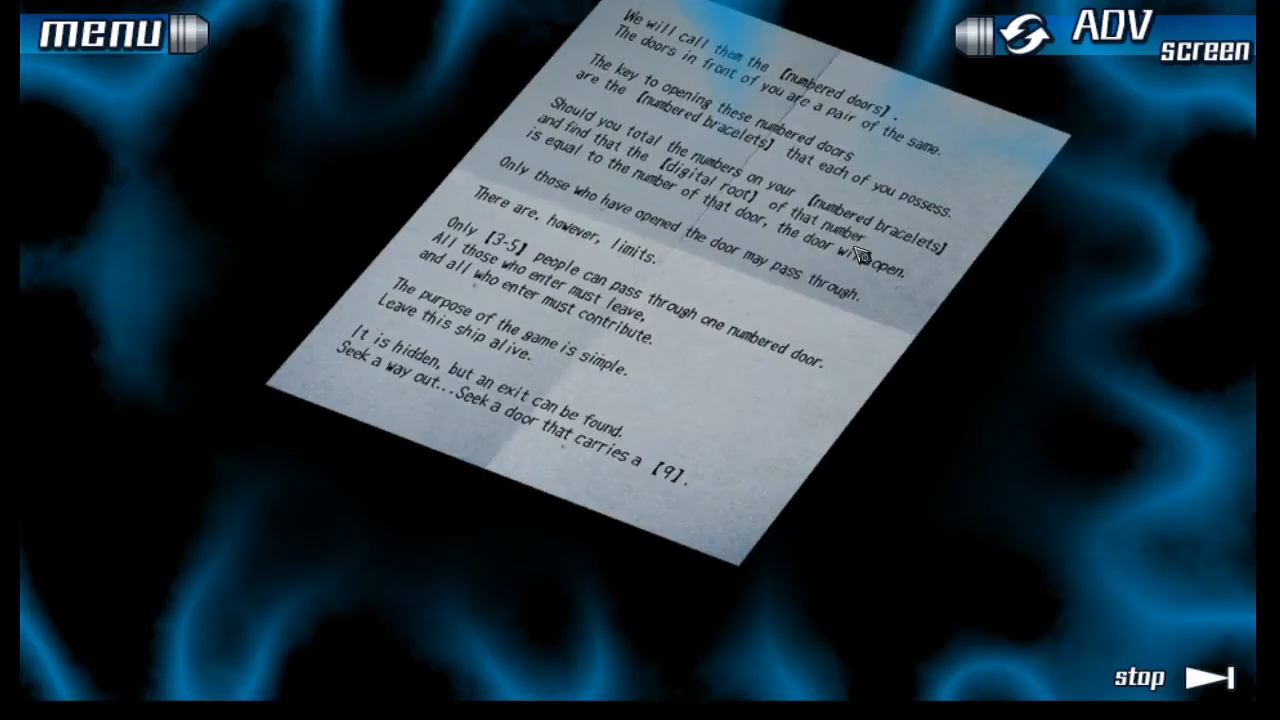 menu
ADV
screen
We will call them the [numbered doors].
The doors in front of you are a pair of the same.
The key to opening these numbered doors
are the [numbered bracelets] that each of you possess.
Should you total the numbers on your [numbered bracelets]
and find that the [digital root] of that number
is equal to the number of that door, the door will open.
Only those who have opened the door may pass through.
There are, however, limits.
Only [3-5] people can pass through one numbered door.
All those who enter must leave,
and all who enter must contribute.
The purpose of the game is simple.
Leave this ship alive.
It is hidden, but an exit can be found.
Seek a way out...Seek a door that carries a [9].
stop